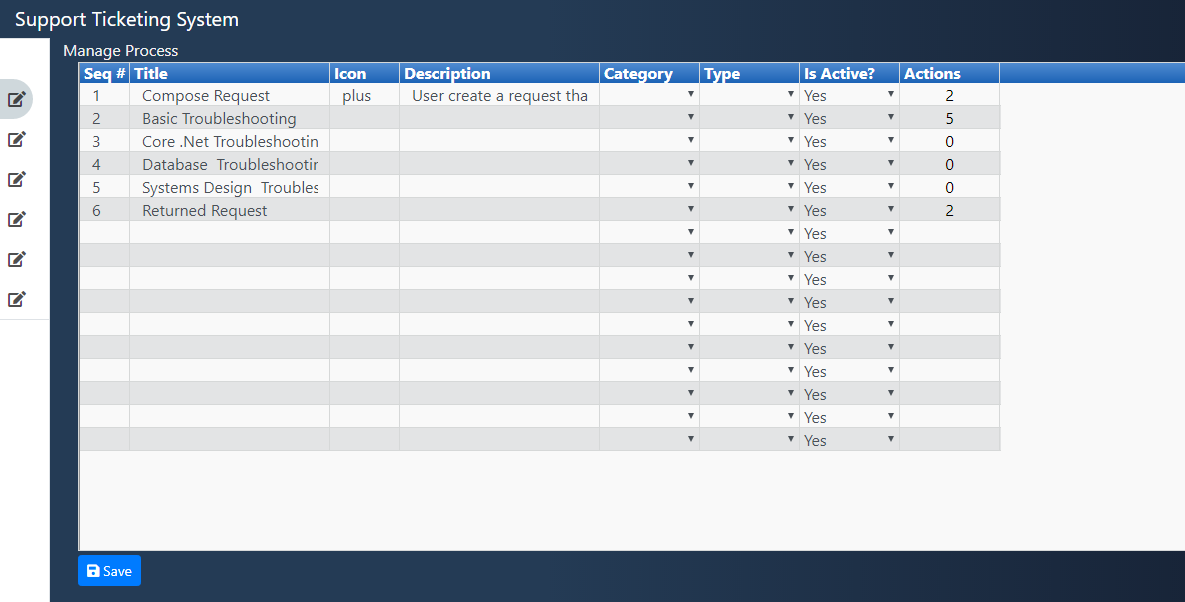 Support Ticketing System
Manage Process
Seq # Title Icon Description Category Type Is Active? Actions
1 Compose Request plus User create a request tha Yes 2
2 Basic Troubleshooting Yes 5
3 Core .Net Troubleshootin Yes 0
4 Database Troubleshootin Yes 0
5 Systems Design Troubles Yes 0
6 Returned Request Yes 2
Yes
Yes
Yes
Yes
Yes
Yes
Yes
Yes
Yes
Yes
Save